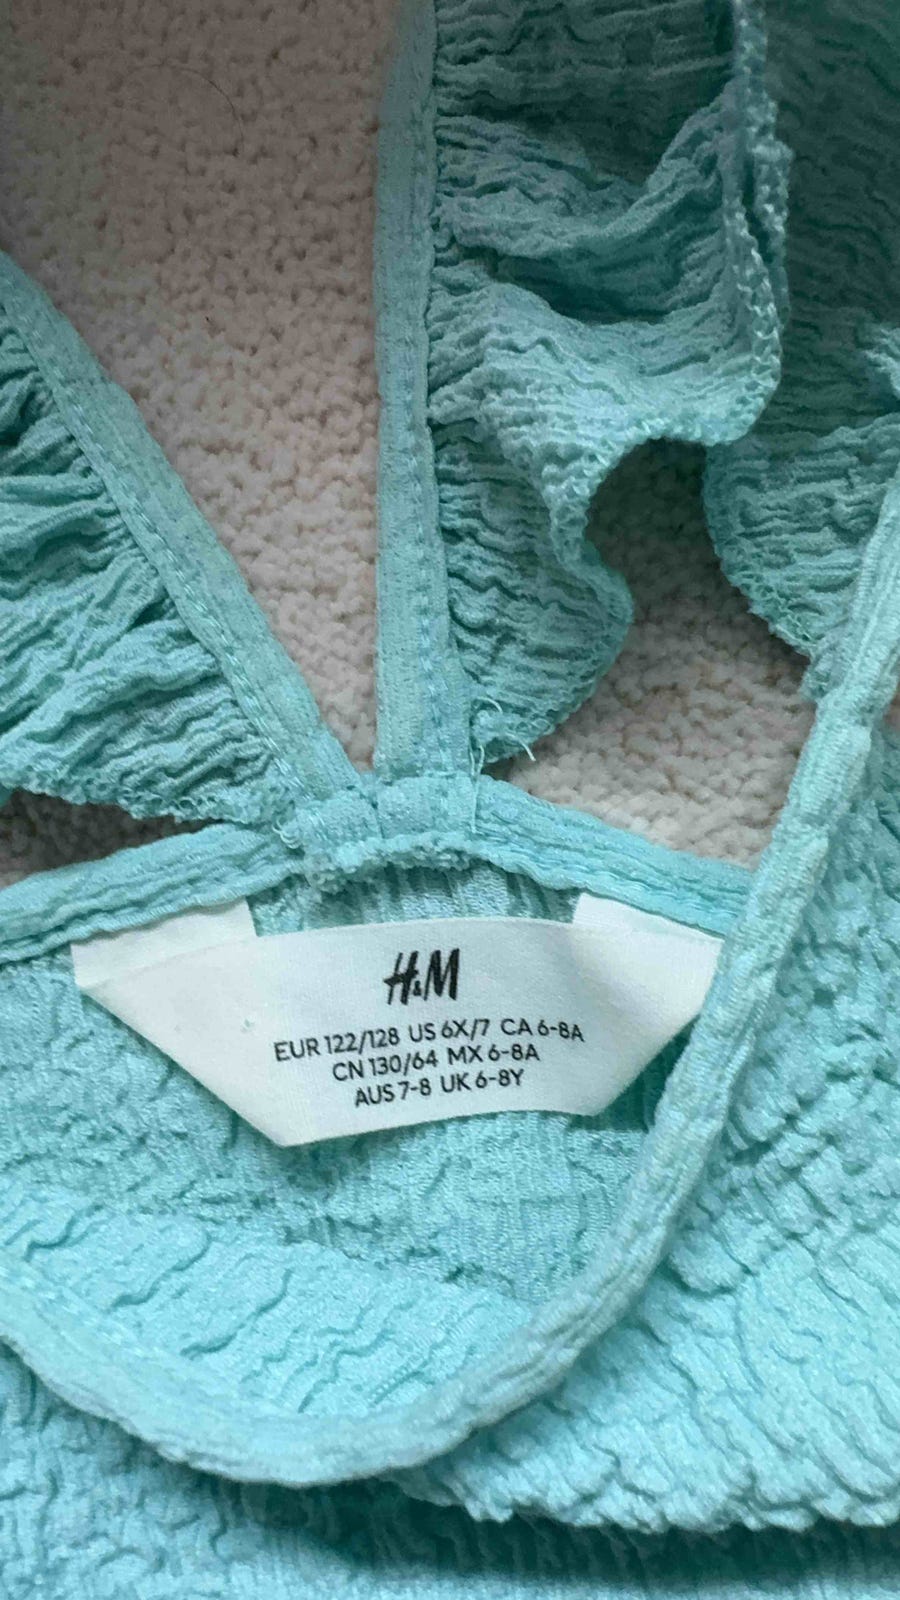 H&M
EUR 122/128 US 6X/7 CA 6-8A
CN 130/64 MX 6-8A
AUS 7-8 UK 6-8Y